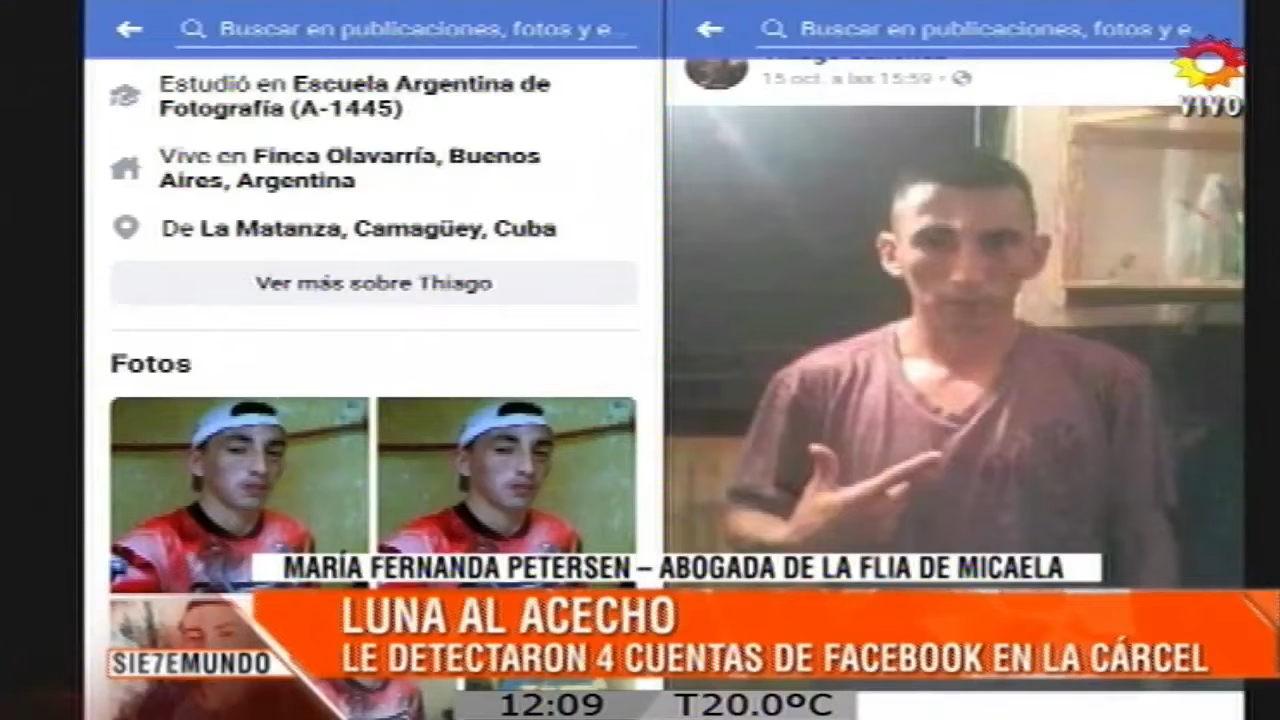 Buscar en publicaciones, fotos y e...
Estudió en Escuela Argentina de
Fotografía (A-1445)
Vive en Finca Olavarría, Buenos
Aires, Argentina
De La Matanza, Camagüey, Cuba
Ver más sobre Thiago
Fotos
Buscar en publicaciones, fotos y e...
15 oct. a las 15:59
VIVO
MARÍA FERNANDA PETERSEN – ABOGADA DE LA FLIA DE MICAELA
LUNA AL ACECHO
LE DETECTARON 4 CUENTAS DE FACEBOOK EN LA CÁRCEL
SIE7EMUNDO
12:09 T20.0ºC